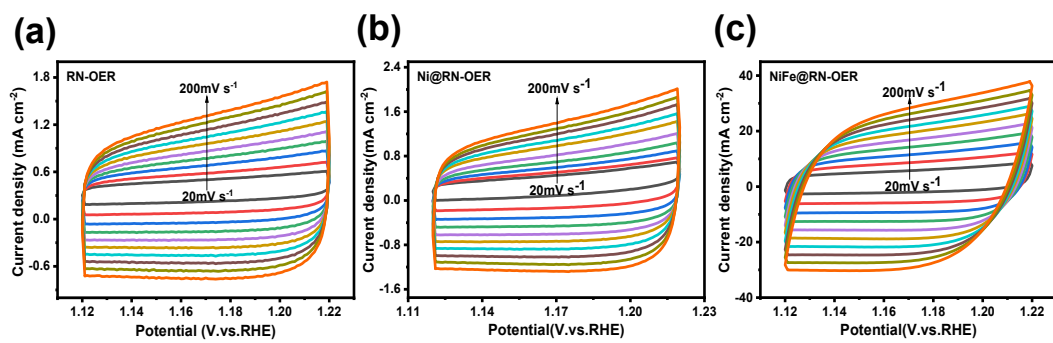 (a)
RN-OER
200mV s-1
20mV s-1
Current density (mA cm-2)
1.8
1.2
0.6
0.0
-0.6
1.12 1.14 1.16 1.18 1.20 1.22
Potential (V.vs.RHE)
(b)
Ni@RN-OER
200mV s-1
20mV s-1
Current density (mA cm-2)
2.4
1.6
0.8
0.0
-0.8
-1.6
1.11 1.14 1.17 1.20 1.23
Potential(V.vs.RHE)
(c)
NiFe@RN-OER
200mV s-1
20mV s-1
Current density (mA cm-2)
40
20
0
-20
-40
1.12 1.14 1.16 1.18 1.20 1.22
Potential(V.vs.RHE)